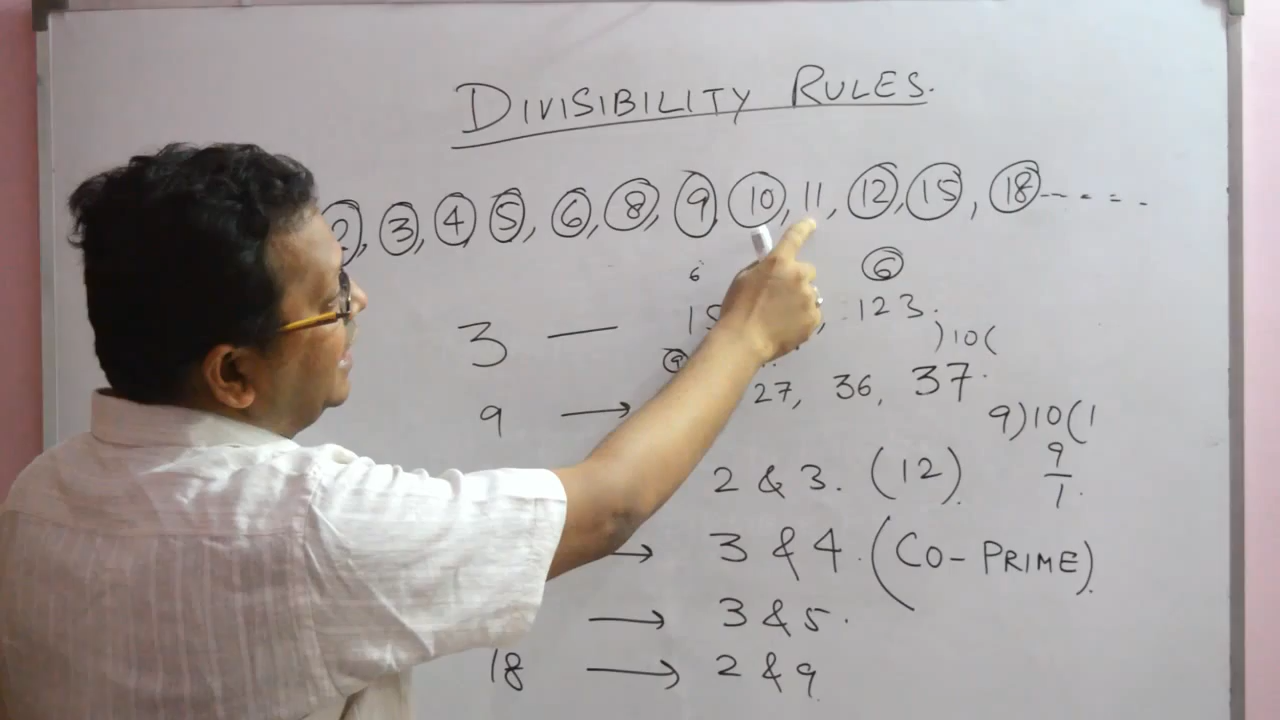 DIVISIBILITY RULES.
2, 3, 4, 5, 6, 8, 9, 10, 11, 12, 15, 18 - - - - -
6 6
3 — 123.
)10(
9
9 → 27, 36, 37.
9)10(1
9
1.
2 & 3. (12).
→ 3 & 4. (CO-PRIME).
→ 3 & 5.
18 → 2 & 9